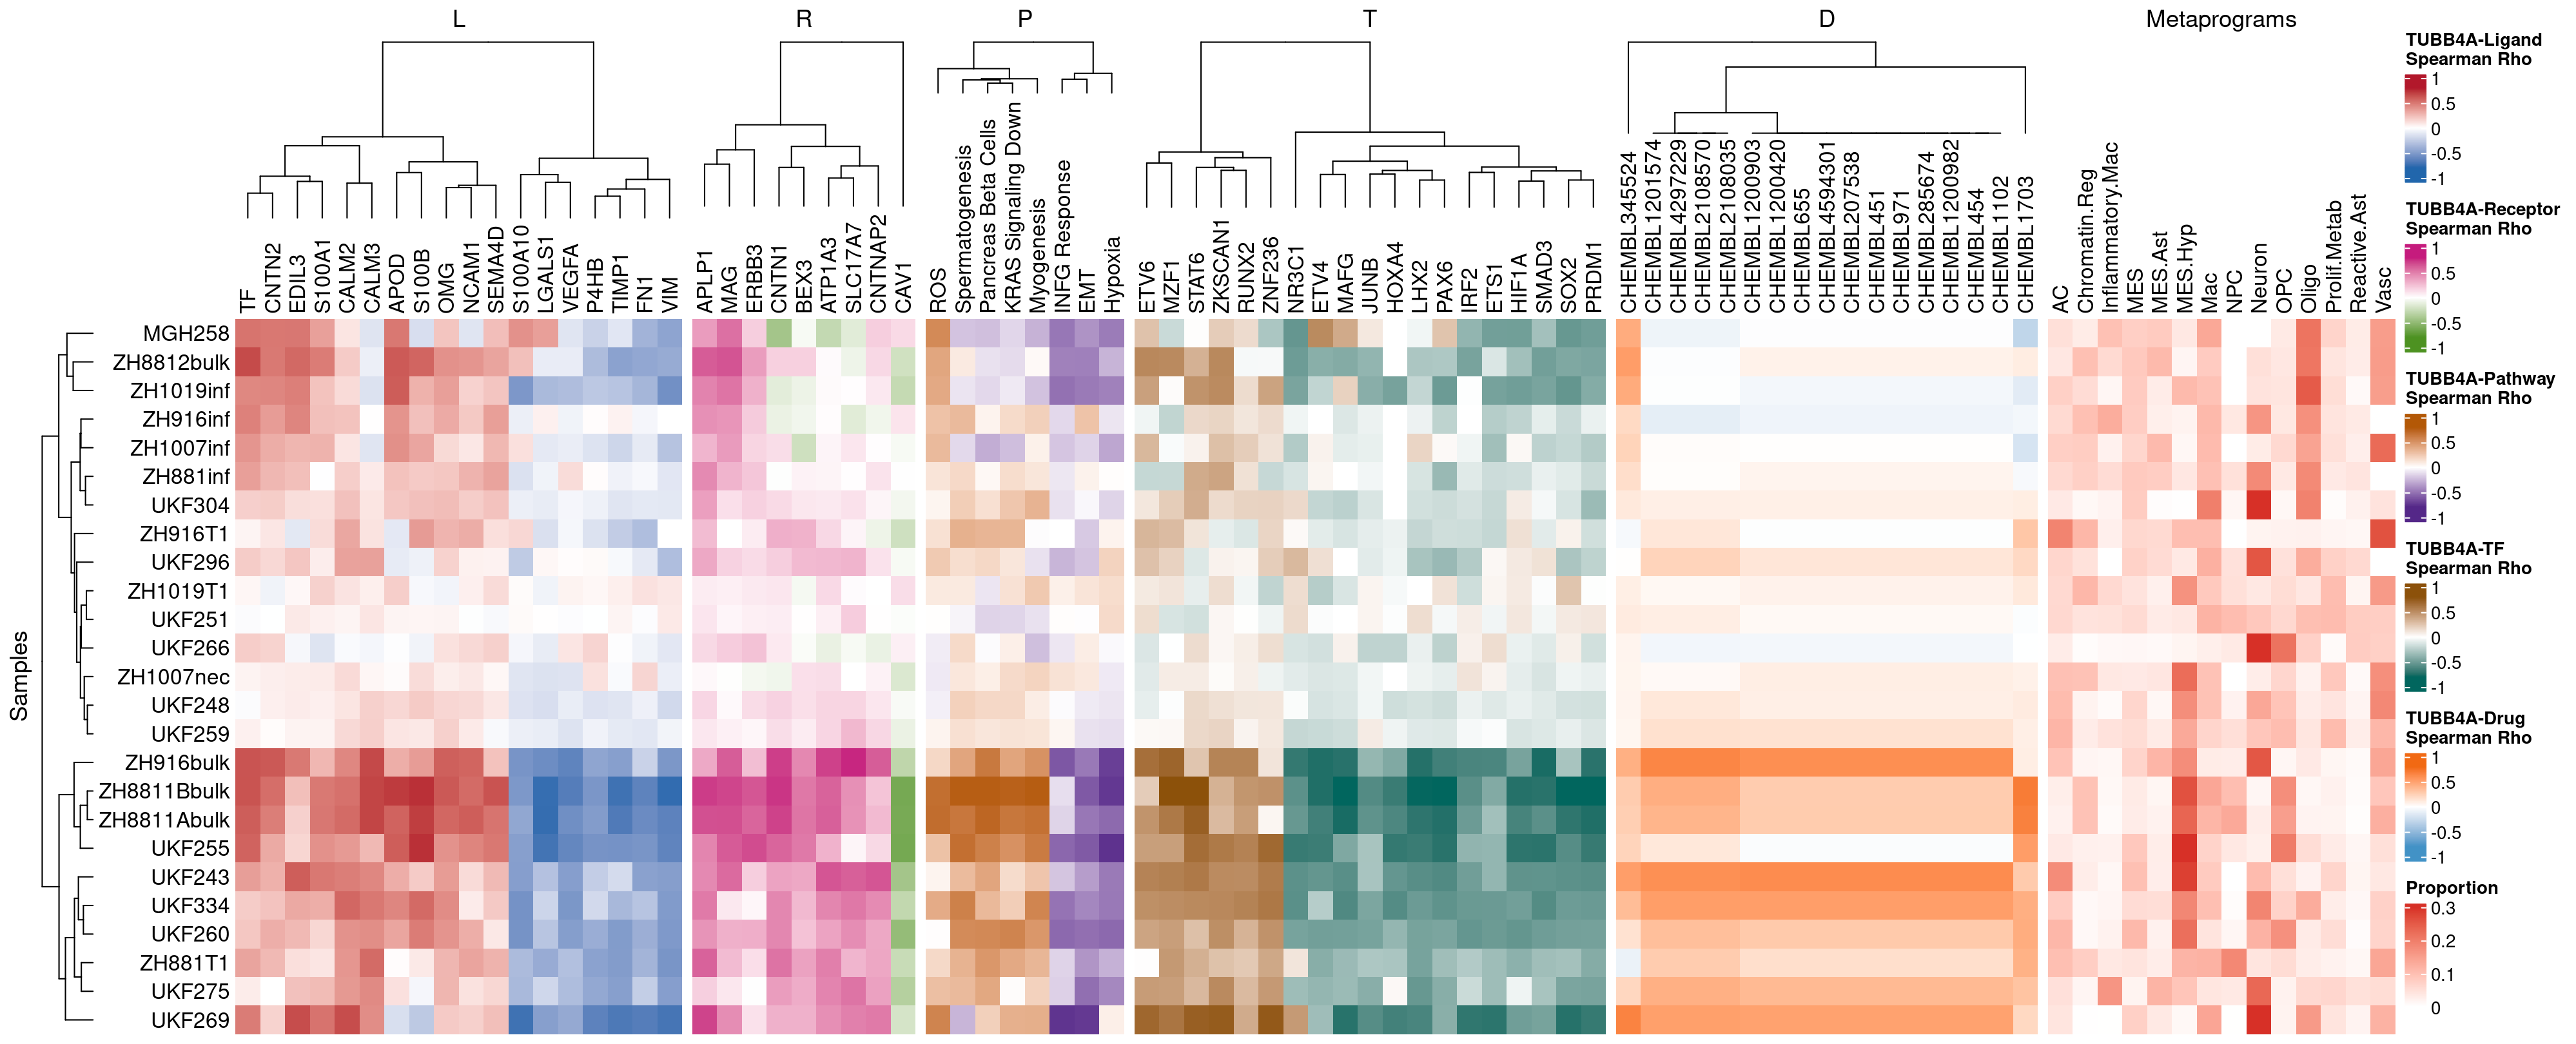 L R P T D Metaprograms
TF
CNTN2
EDIL3
S100A1
CALM2
CALM3
APOD
S100B
OMG
NCAM1
SEMA4D
S100A10
LGALS1
VEGFA
P4HB
TIMP1
FN1
VIM
APLP1
MAG
ERBB3
CNTN1
BEX3
ATP1A3
SLC17A7
CNTNAP2
CAV1
ROS
Spermatogenesis
Pancreas Beta Cells
KRAS Signaling Down
Myogenesis
INFG Response
EMT
Hypoxia
ETV6
MZF1
STAT6
ZKSCAN1
RUNX2
ZNF236
NR3C1
ETV4
MAFG
JUNB
HOXA4
LHX2
PAX6
IRF2
ETS1
HIF1A
SMAD3
SOX2
PRDM1
CHEMBL345524
CHEMBL1201574
CHEMBL4297229
CHEMBL2108570
CHEMBL2108035
CHEMBL1200903
CHEMBL1200420
CHEMBL655
CHEMBL4594301
CHEMBL207538
CHEMBL451
CHEMBL971
CHEMBL285674
CHEMBL1200982
CHEMBL454
CHEMBL1102
CHEMBL1703
AC
Chromatin.Reg
Inflammatory.Mac
MES
MES.Ast
MES.Hyp
Mac
NPC
Neuron
OPC
Oligo
Prolif.Metab
Reactive.Ast
Vasc
Samples
MGH258
ZH8812bulk
ZH1019inf
ZH916inf
ZH1007inf
ZH881inf
UKF304
ZH916T1
UKF296
ZH1019T1
UKF251
UKF266
ZH1007nec
UKF248
UKF259
ZH916bulk
ZH8811Bbulk
ZH8811Abulk
UKF255
UKF243
UKF334
UKF260
ZH881T1
UKF275
UKF269
TUBB4A-Ligand
Spearman Rho
1
0.5
0
-0.5
-1
TUBB4A-Receptor
Spearman Rho
1
0.5
0
-0.5
-1
TUBB4A-Pathway
Spearman Rho
1
0.5
0
-0.5
-1
TUBB4A-TF
Spearman Rho
1
0.5
0
-0.5
-1
TUBB4A-Drug
Spearman Rho
1
0.5
0
-0.5
-1
Proportion
0.3
0.2
0.1
0